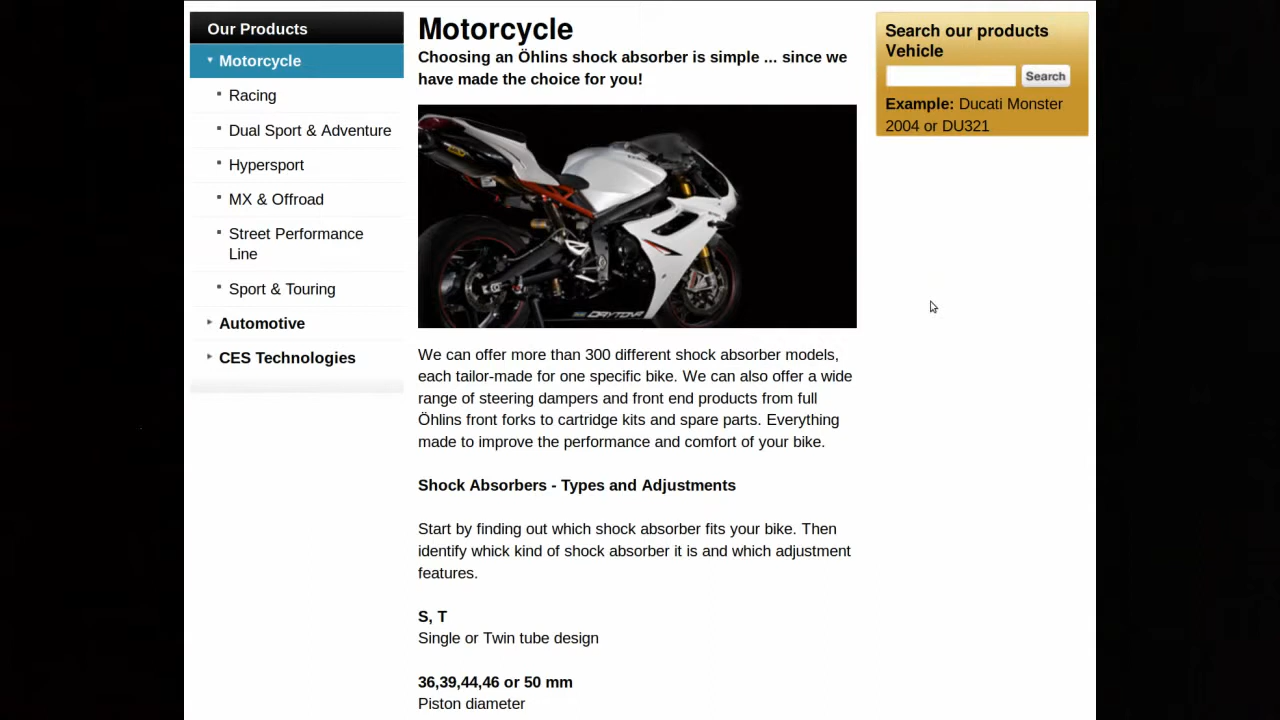 Our Products
Motorcycle
Racing
Dual Sport & Adventure
Hypersport
MX & Offroad
Street Performance
Line
Sport & Touring
Automotive
CES Technologies
Motorcycle
Choosing an Öhlins shock absorber is simple ... since we
have made the choice for you!
DAYTONA
We can offer more than 300 different shock absorber models,
each tailor-made for one specific bike. We can also offer a wide
range of steering dampers and front end products from full
Öhlins front forks to cartridge kits and spare parts. Everything
made to improve the performance and comfort of your bike.
Shock Absorbers - Types and Adjustments
Start by finding out which shock absorber fits your bike. Then
identify whick kind of shock absorber it is and which adjustment
features.
S, T
Single or Twin tube design
36,39,44,46 or 50 mm
Piston diameter
Search our products
Vehicle
Search
Example: Ducati Monster
2004 or DU321